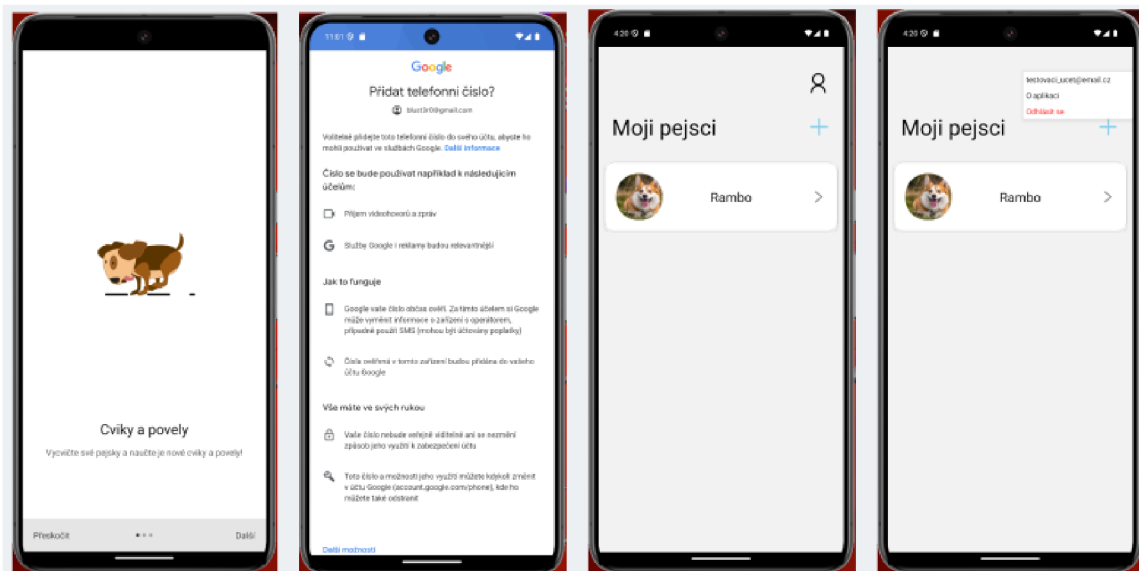 Cviky a povely
Vycvičte své pejsky a naučte je nové cviky a povely!
Přeskočit
Další
11:01
Google
Přidat telefonní číslo?
Volitelně přidejte toto telefonní číslo do svého účtu, abyste ho
mohli používat ve službách Google. Další informace
Číslo se bude používat například k následujícím
účelům:
Příjem videohovorů a zpráv
Služby Google i reklamy budou relevantnější
Jak to funguje
Google vaše číslo občas ověří. Za tímto účelem si Google
může vyměnit informace o zařízení s operátorem,
případně použít SMS (mohou být účtovány poplatky)
Čísla ověřená v tomto zařízení budou přidána do vašeho
účtu Google
Vše máte ve svých rukou
Vaše číslo nebude veřejně viditelné ani se nezmění
způsob jeho využití k zabezpečení účtu
Toto číslo a možnosti jeho využití můžete kdykoli změnit
v účtu Google (account.google.com/phone), kde ho
můžete také odstranit
Další možnosti
4:20
Moji pejsci
Rambo
4:20
testovaci_ucet@email.cz
O aplikaci
Odhlásit se
Moji pejsci
Rambo